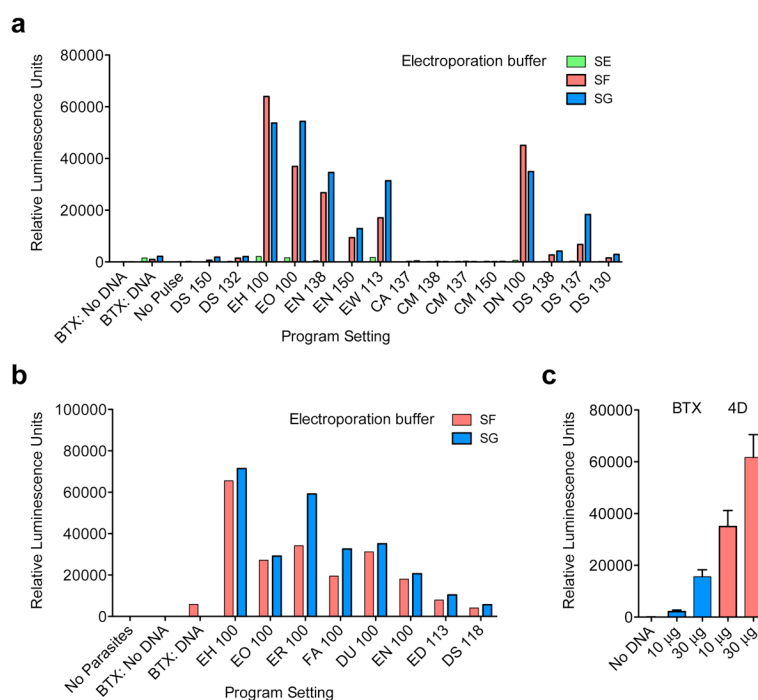 a
Electroporation buffer
SE
SF
SG
Relative Luminescence Units
80000
60000
40000
20000
0
BTX: No DNA
BTX: DNA
No Pulse
DS 150
DS 132
EH 100
EO 100
EN 138
EN 150
EW 113
CA 137
CM 138
CM 137
CM 150
DN 100
DS 138
DS 137
DS 130
Program Setting
b
Electroporation buffer
SF
SG
Relative Luminescence Units
100000
80000
60000
40000
20000
0
No Parasites
BTX: No DNA
BTX: DNA
EH 100
EO 100
ER 100
FA 100
DU 100
EN 100
ED 113
DS 118
Program Setting
c
BTX 4D
Relative Luminescence Units
80000
60000
40000
20000
0
No DNA
10 µg
30 µg
10 µg
30 µg